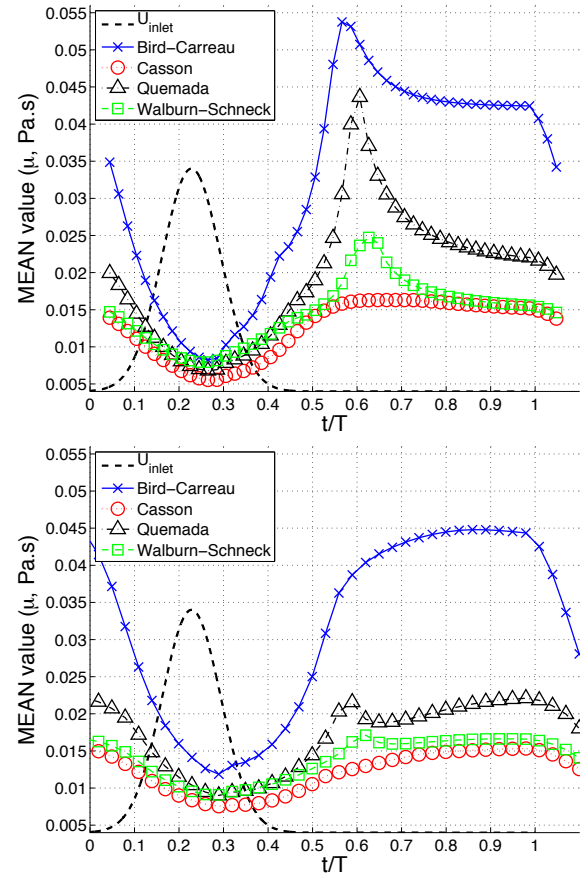 0.055
0.05
0.045
0.04
0.035
0.03
0.025
0.02
0.015
0.01
0.005
MEAN value (μ, Pa.s)
U_inlet
Bird−Carreau
Casson
Quemada
Walburn−Schneck
0 0.1 0.2 0.3 0.4 0.5 0.6 0.7 0.8 0.9 1
t/T
0.055
0.05
0.045
0.04
0.035
0.03
0.025
0.02
0.015
0.01
0.005
MEAN value (μ, Pa.s)
U_inlet
Bird−Carreau
Casson
Quemada
Walburn−Schneck
0 0.1 0.2 0.3 0.4 0.5 0.6 0.7 0.8 0.9 1
t/T